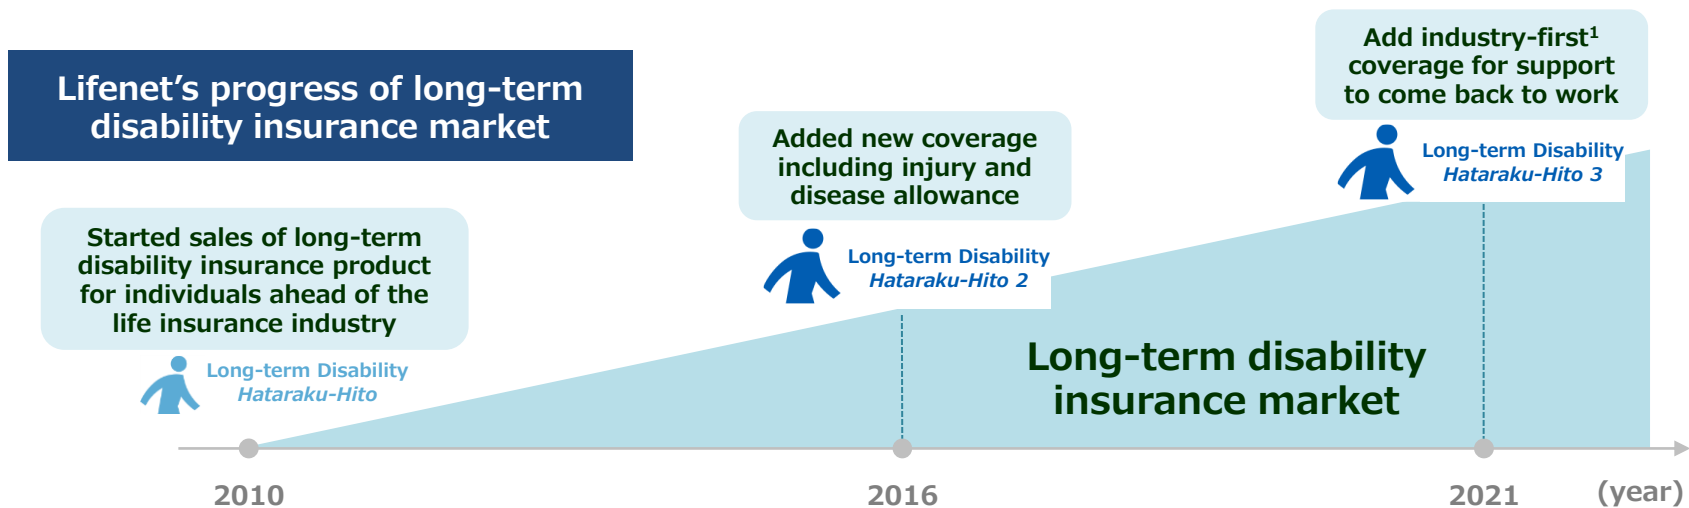 Lifenet’s progress of long-term
disability insurance market
Started sales of long-term
disability insurance product
for individuals ahead of the
life insurance industry
Long-term Disability
Hataraku-Hito
Added new coverage
including injury and
disease allowance
Long-term Disability
Hataraku-Hito 2
Add industry-first¹
coverage for support
to come back to work
Long-term Disability
Hataraku-Hito 3
Long-term disability
insurance market
2010
2016
2021
(year)